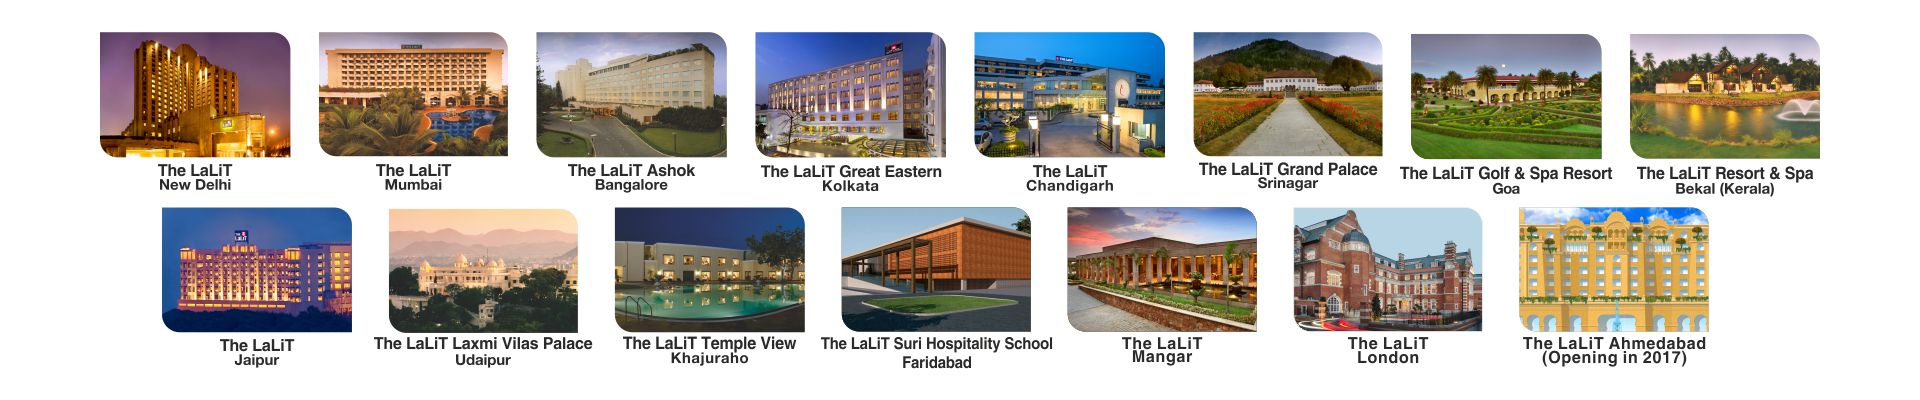 The LaLiT
New Delhi
The LaLiT
Mumbai
The LaLiT Ashok
Bangalore
The LaLiT Great Eastern
Kolkata
The LaLiT
Chandigarh
The LaLiT Grand Palace
Srinagar
The LaLiT Golf & Spa Resort
Goa
The LaLiT Resort & Spa
Bekal (Kerala)
LaLiT
The LaLiT
Jaipur
The LaLiT Laxmi Vilas Palace
Udaipur
The LaLiT Temple View
Khajuraho
The LaLiT Suri Hospitality School
Faridabad
The LaLiT
Mangar
The LaLiT
London
The LaLiT Ahmedabad
(Opening in 2017)